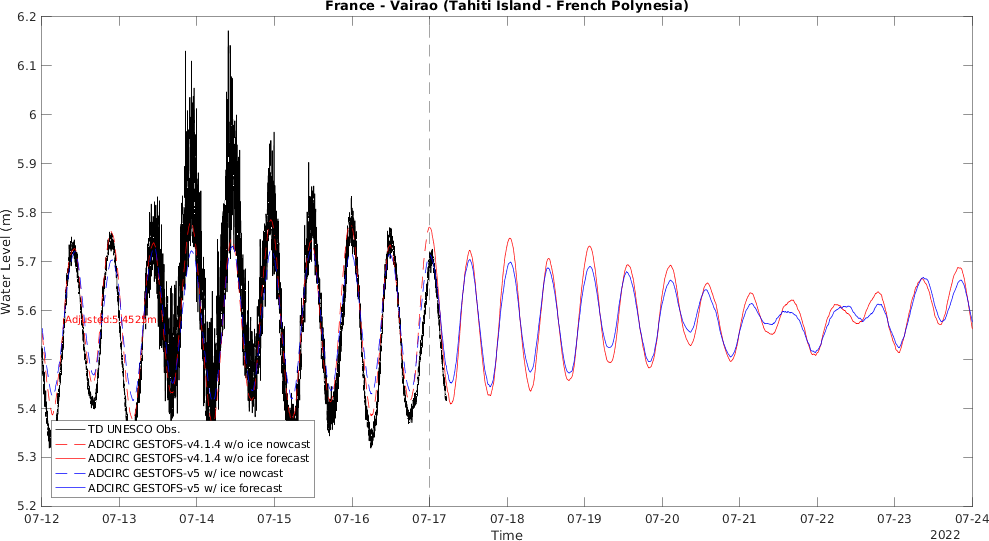 France - Vairao (Tahiti Island - French Polynesia)
6.2
6.1
6
5.9
5.8
5.7
5.6
5.5
5.4
5.3
5.2
Water Level (m)
Adjusted:5.4525m
TD UNESCO Obs.
ADCIRC GESTOFS-v4.1.4 w/o ice nowcast
ADCIRC GESTOFS-v4.1.4 w/o ice forecast
ADCIRC GESTOFS-v5 w/ ice nowcast
ADCIRC GESTOFS-v5 w/ ice forecast
07-12 07-13 07-14 07-15 07-16 07-17 07-18 07-19 07-20 07-21 07-22 07-23 07-24
Time
2022